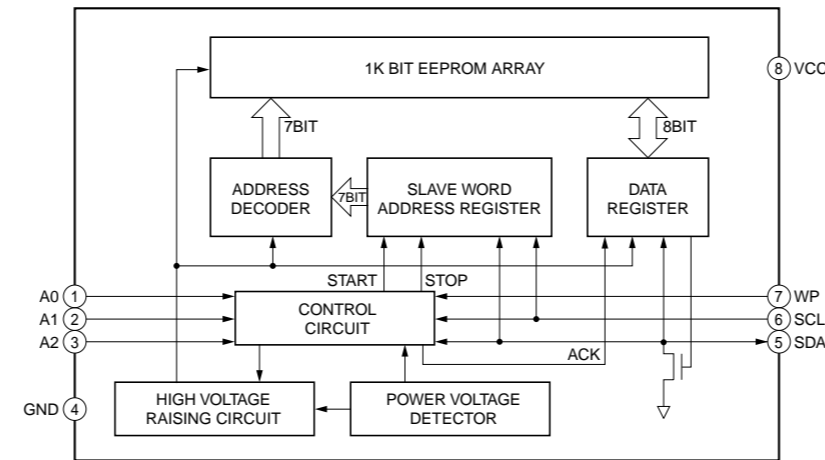 1K BIT EEPROM ARRAY
8 VCC
7BIT
8BIT
ADDRESS
DECODER
7BIT
SLAVE WORD
ADDRESS REGISTER
DATA
REGISTER
START
STOP
A0 1
7 WP
A1 2
CONTROL
CIRCUIT
6 SCL
A2 3
5 SDA
ACK
GND 4
HIGH VOLTAGE
RAISING CIRCUIT
POWER VOLTAGE
DETECTOR